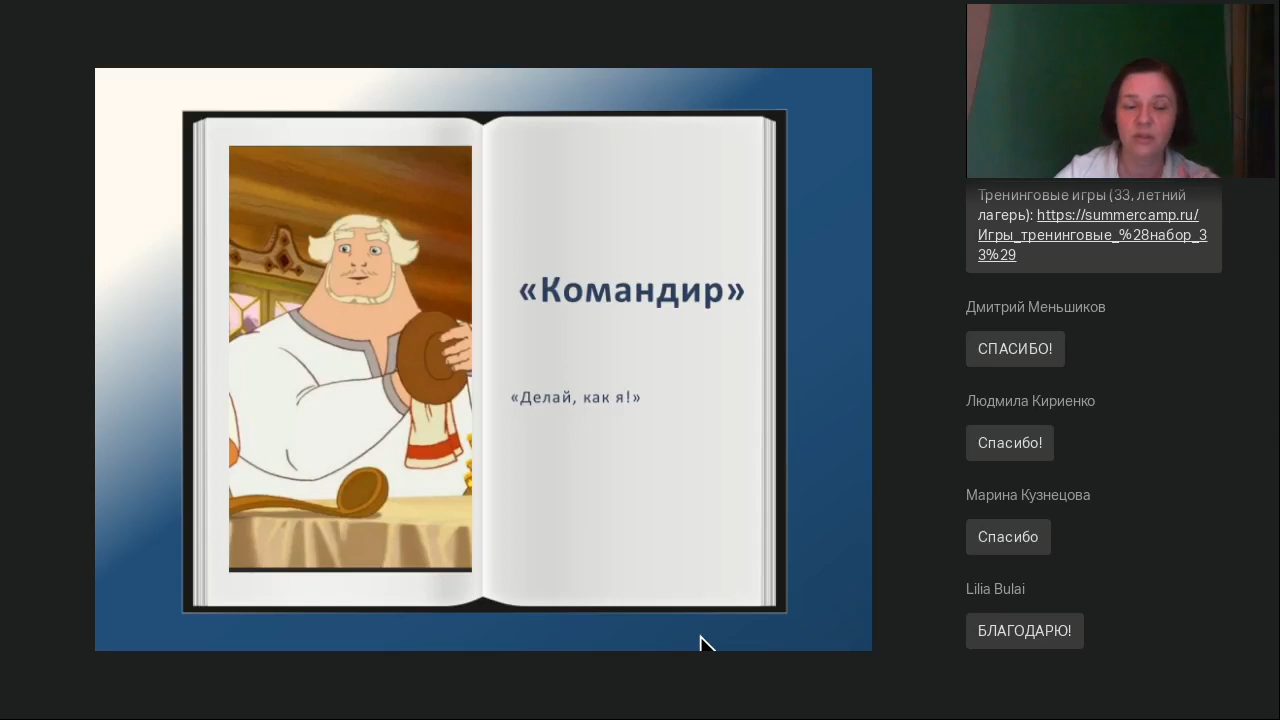 «Командир»
«Делай, как я!»
Тренинговые игры (33, летний
лагерь): https://summercamp.ru/
Игры_тренинговые_%28набор_3
3%29
Дмитрий Меньшиков
СПАСИБО!
Людмила Кириенко
Спасибо!
Марина Кузнецова
Спасибо
Lilia Bulai
БЛАГОДАРЮ!